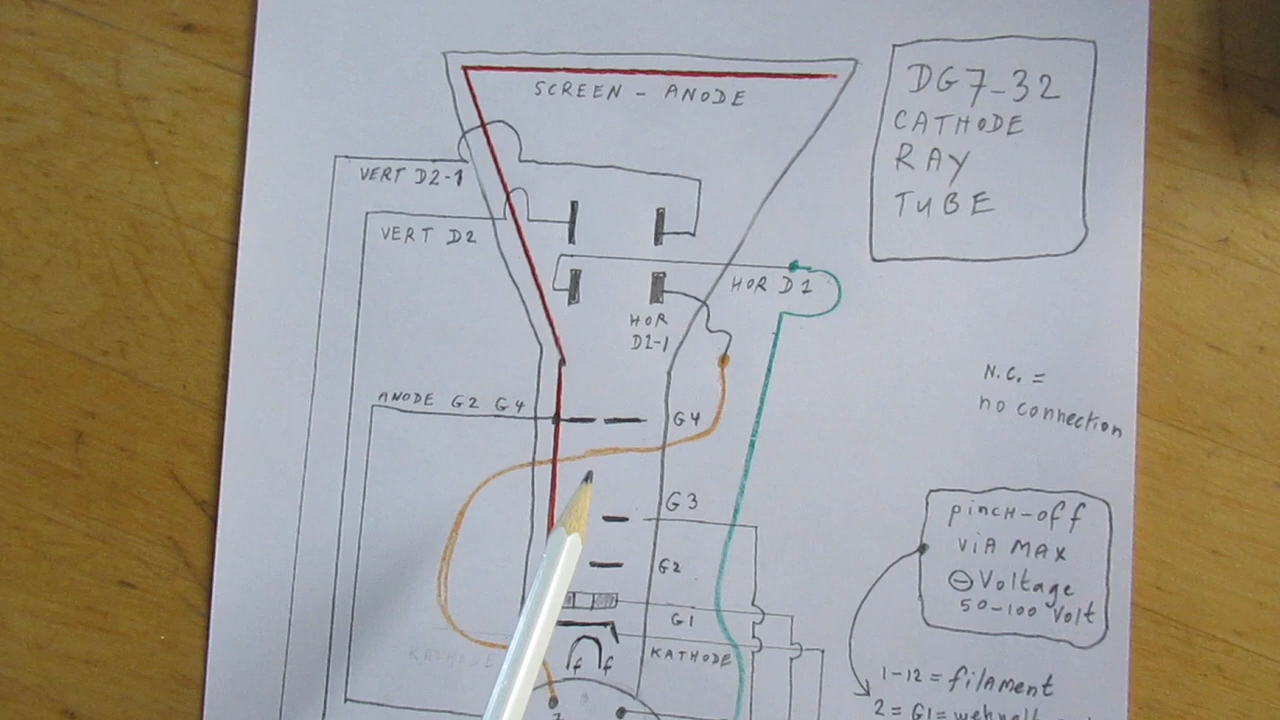 SCREEN - ANODE
DG7-32
CATHODE
RAY
TUBE
VERT D2-1
VERT D2
HOR D1
HOR
D1-1
N.C. =
no connection
ANODE G2 G4
G4
G3
pinch-off
via MAX
⊖ Voltage
50-100 Volt
G2
G1
KATHODE
KATHODE
f f
1-12 = filament
2 = G1 =
7